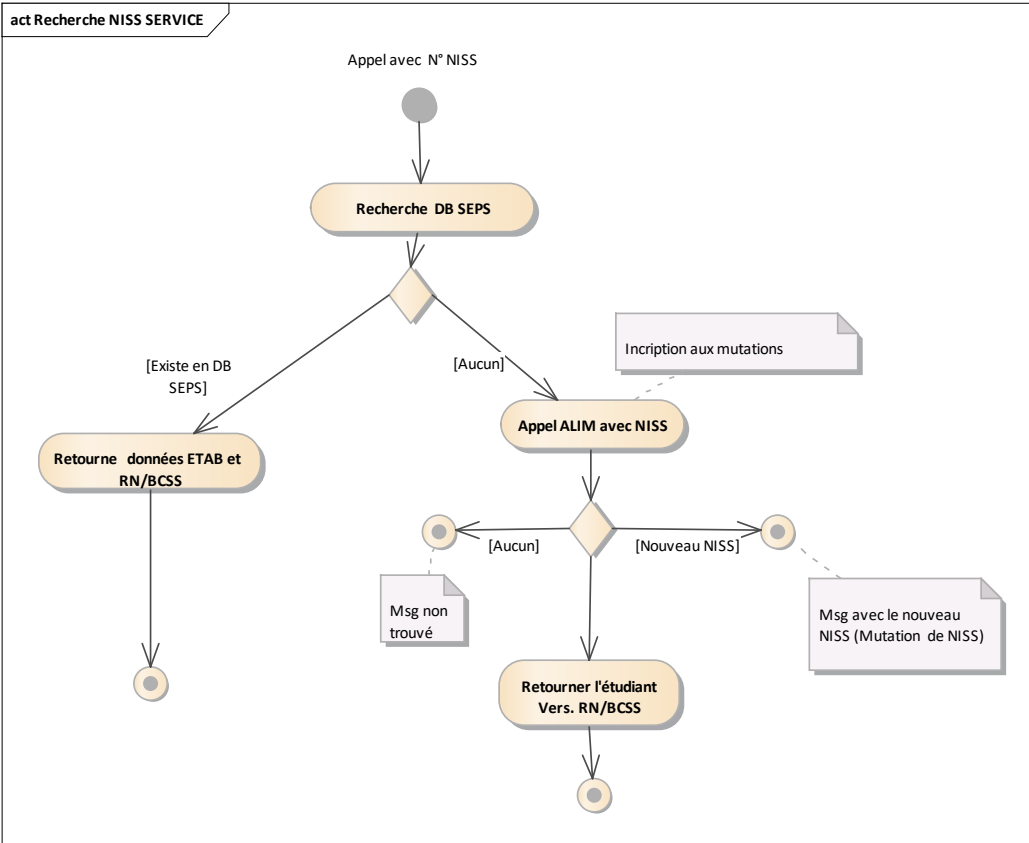 act Recherche NISS SERVICE
Appel avec N° NISS
Recherche DB SEPS
[Existe en DB
SEPS]
[Aucun]
Incription aux mutations
Retourne données ETAB et
RN/BCSS
Appel ALIM avec NISS
[Aucun]
[Nouveau NISS]
Msg non
trouvé
Msg avec le nouveau
NISS (Mutation de NISS)
Retourner l'étudiant
Vers. RN/BCSS